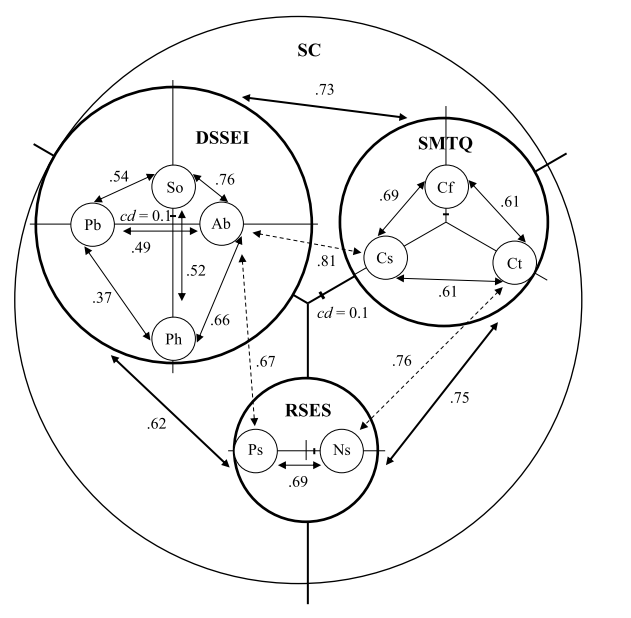 SC
.73
DSSEI
SMTQ
.54
So
.76
Cf
.69
.61
Pb
cd = 0.1
Ab
.49
Cs
.81
Ct
.52
.61
.37
cd = 0.1
.66
Ph
.67
.76
.75
.62
RSES
Ps
Ns
.69